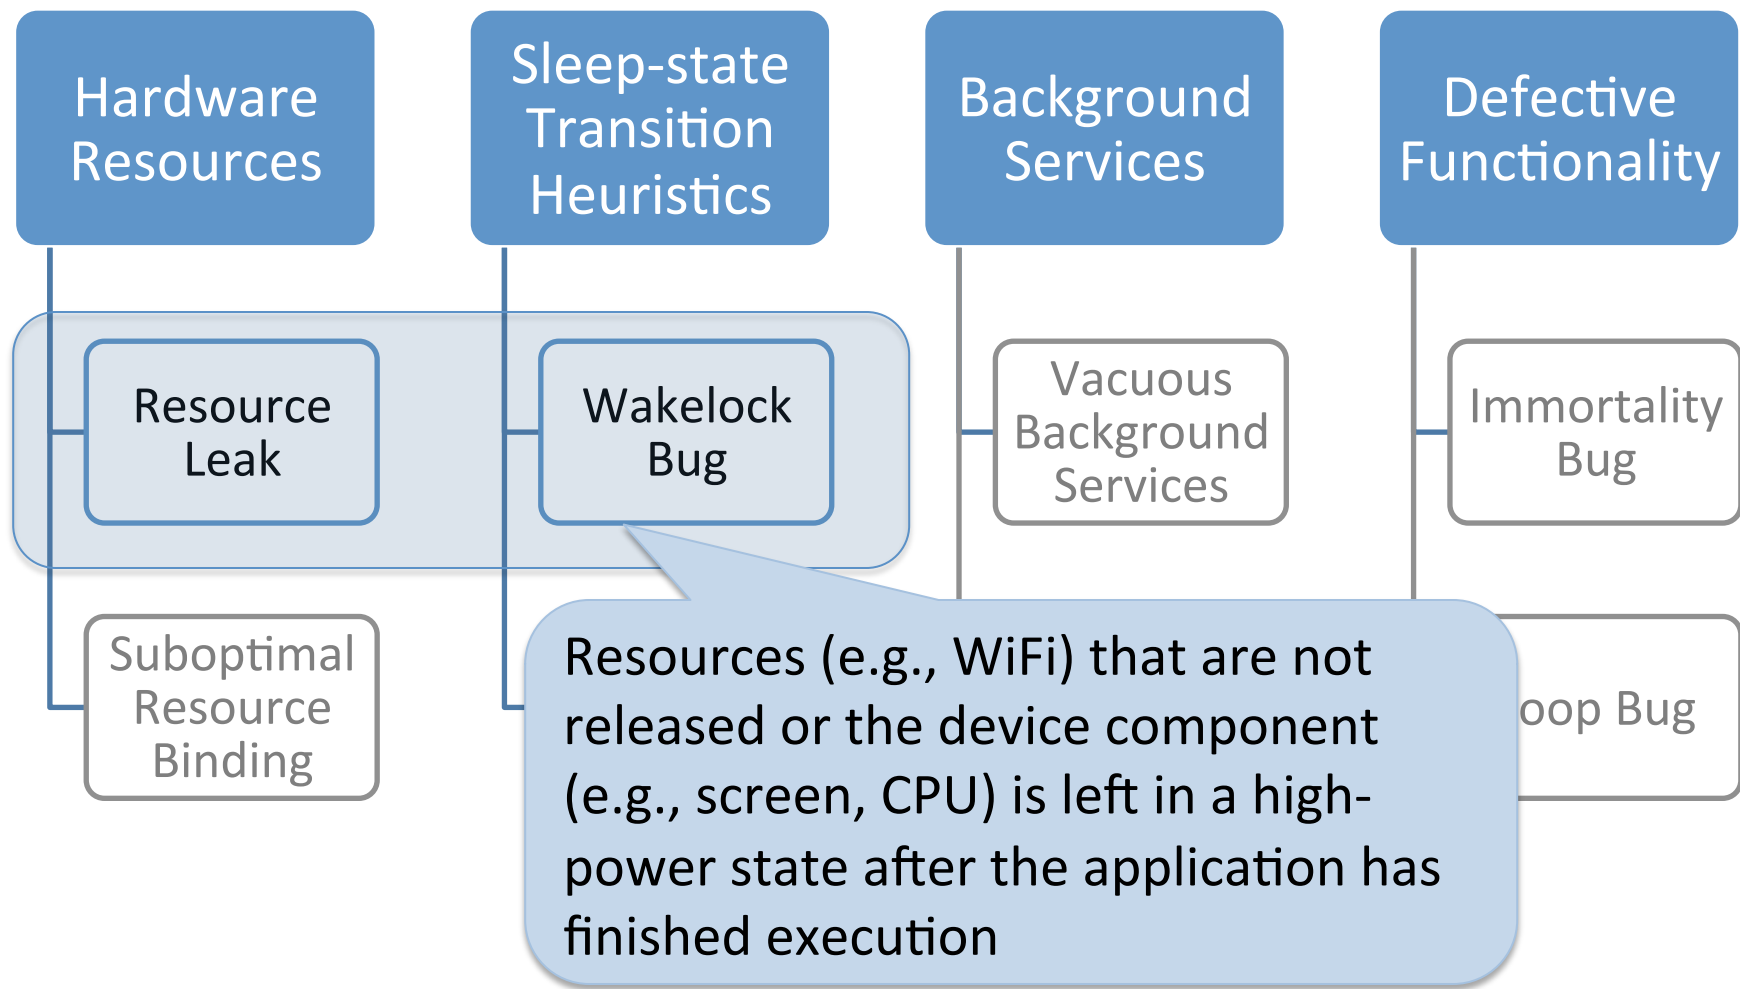 Hardware
Resources
Sleep-state
Transition
Heuristics
Background
Services
Defective
Functionality
Resource
Leak
Wakelock
Bug
Vacuous
Background
Services
Immortality
Bug
Suboptimal
Resource
Binding
Resources (e.g., WiFi) that are not
released or the device component
(e.g., screen, CPU) is left in a high-
power state after the application has
finished execution
oop Bug